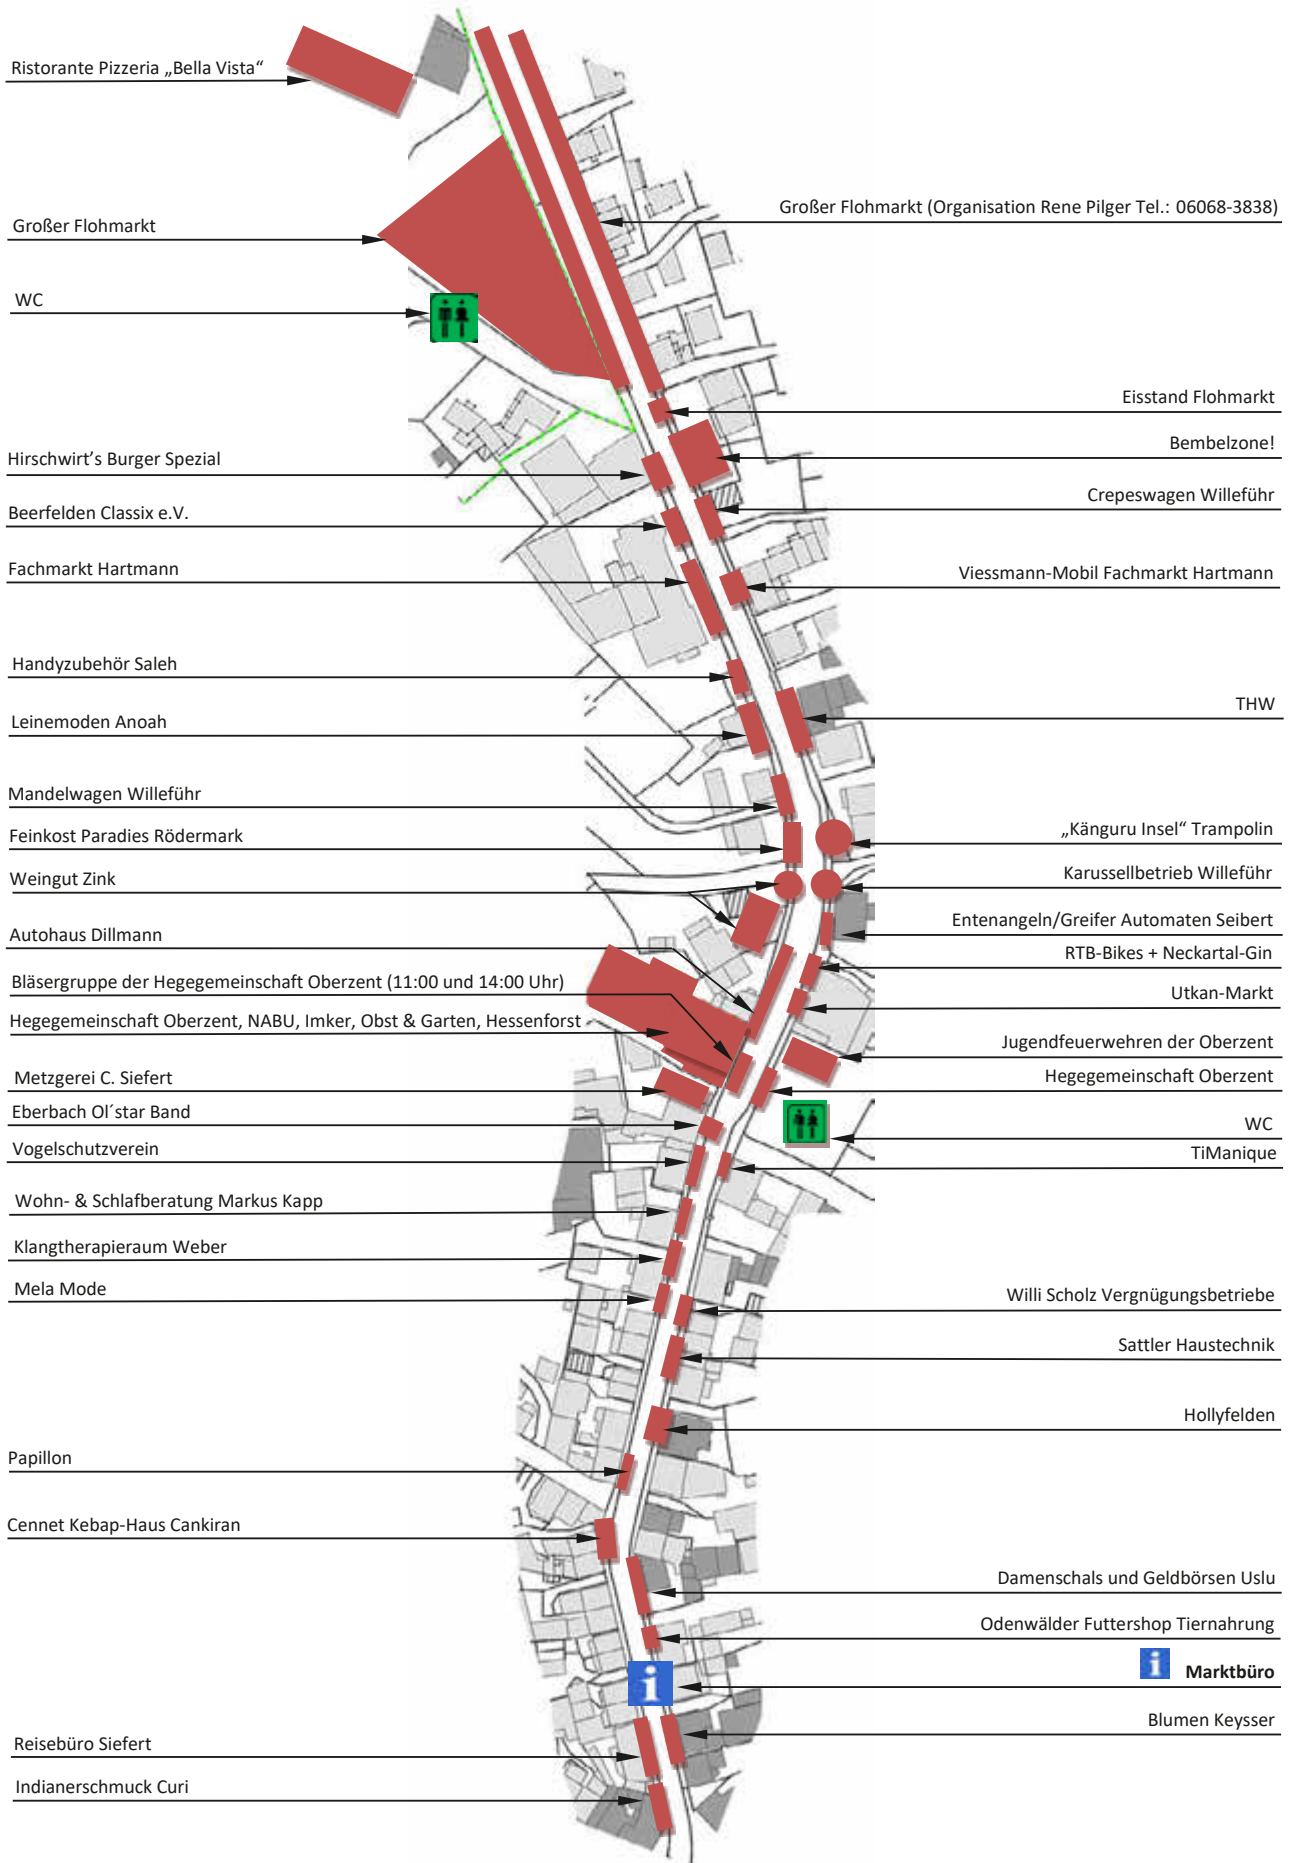 Ristorante Pizzeria „Bella Vista“
Großer Flohmarkt
WC
Hirschwirt's Burger Spezial
Beerfelden Classix e.V.
Fachmarkt Hartmann
Handyzubehör Saleh
Leinemoden Anoah
Mandelwagen Willeführ
Feinkost Paradies Rödermark
Weingut Zink
Autohaus Dillmann
Bläsergruppe der Hegegemeinschaft Oberzent (11:00 und 14:00 Uhr)
Hegegemeinschaft Oberzent, NABU, Imker, Obst & Garten, Hessenforst
Metzgerei C. Siefert
Eberbach Ol´star Band
Vogelschutzverein
Wohn- & Schlafberatung Markus Kapp
Klangtherapieraum Weber
Mela Mode
Papillon
Cennet Kebap-Haus Cankiran
Reisebüro Siefert
Indianerschmuck Curi
Großer Flohmarkt (Organisation Rene Pilger Tel.: 06068-3838)
Eisstand Flohmarkt
Bembelzone!
Crepeswagen Willeführ
Viessmann-Mobil Fachmarkt Hartmann
THW
„Känguru Insel“ Trampolin
Karussellbetrieb Willeführ
Entenangeln/Greifer Automaten Seibert
RTB-Bikes + Neckartal-Gin
Utkan-Markt
Jugendfeuerwehren der Oberzent
Hegegemeinschaft Oberzent
WC
TiManique
Willi Scholz Vergnügungsbetriebe
Sattler Haustechnik
Hollyfelden
Damenschals und Geldbörsen Uslu
Odenwälder Futtershop Tiernahrung
i Marktbüro
i
Blumen Keysser